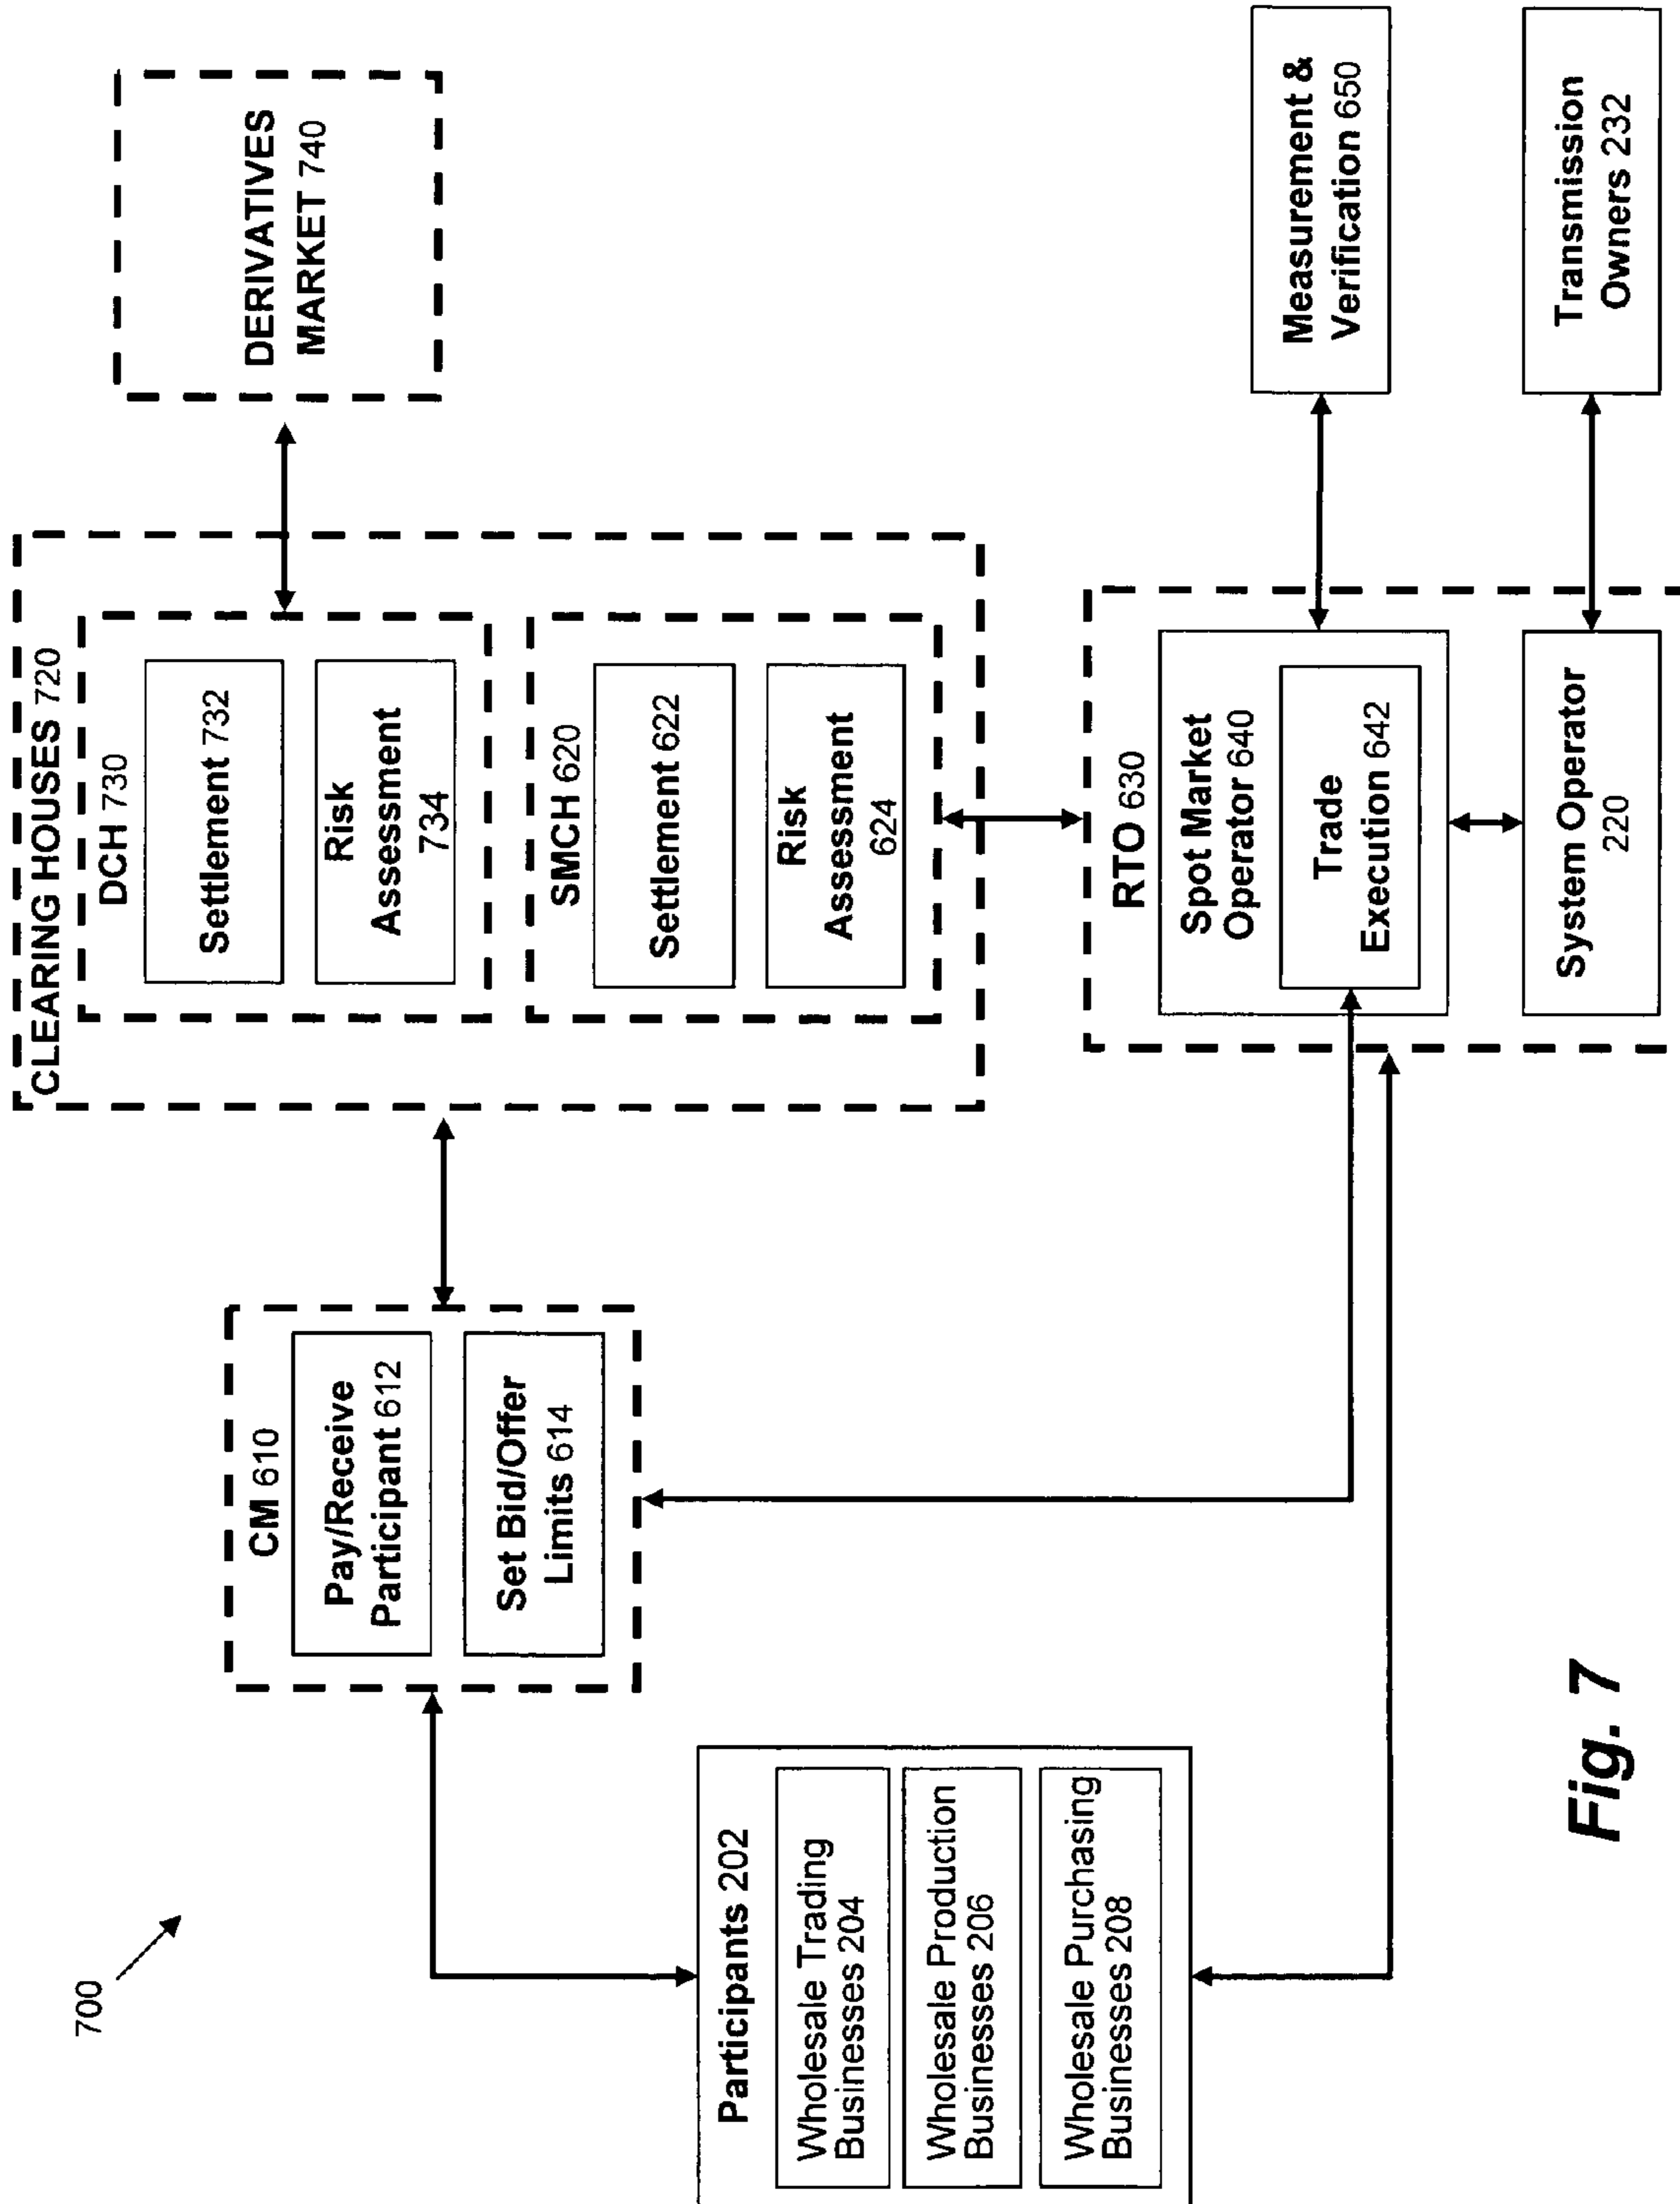 700
Participants 202
Wholesale Trading
Businesses 204
Wholesale Production
Businesses 206
Wholesale Purchasing
Businesses 208
CM 610
Pay/Receive
Participant 612
Set Bid/Offer
Limits 614
CLEARING HOUSES 720
DCH 730
Settlement 732
Risk
Assessment
734
SMCH 620
Settlement 622
Risk
Assessment
624
DERIVATIVES
MARKET 740
RTO 630
Spot Market
Operator 640
Trade
Execution 642
System Operator
220
Measurement &
Verification 650
Transmission
Owners 232
Fig. 7